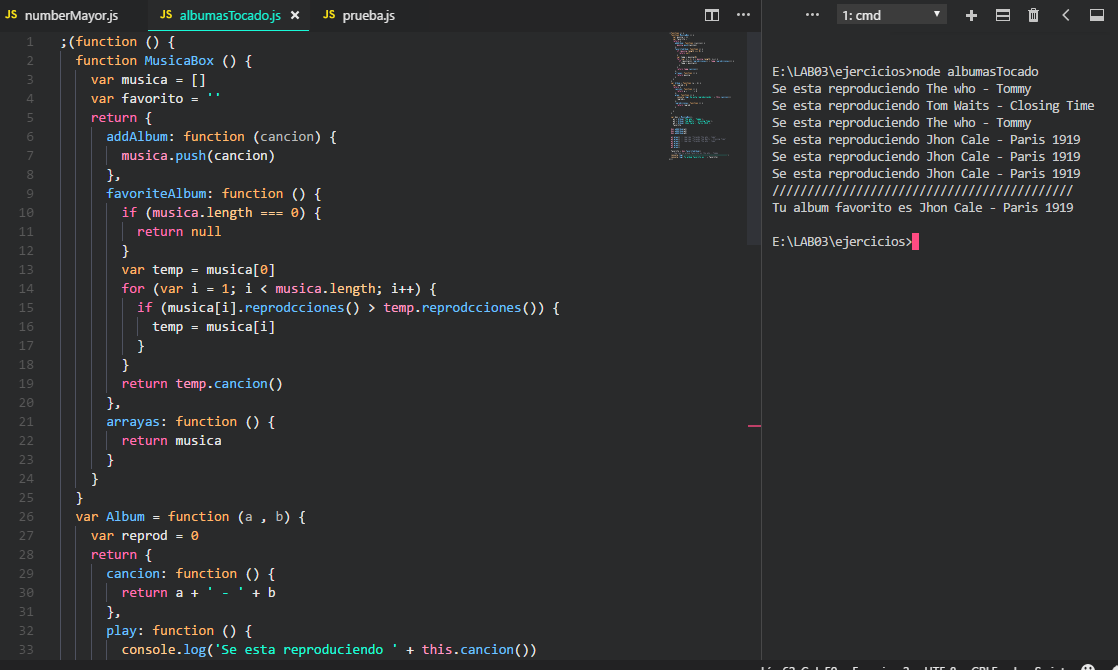 JS numberMayor.js JS albumasTocado.js × JS prueba.js
1 ;(function () {
2 function MusicaBox () {
3 var musica = []
4 var favorito = ''
5 return {
6 addAlbum: function (cancion) {
7 musica.push(cancion)
8 },
9 favoriteAlbum: function () {
10 if (musica.length === 0) {
11 return null
12 }
13 var temp = musica[0]
14 for (var i = 1; i < musica.length; i++) {
15 if (musica[i].reprodcciones() > temp.reprodcciones()) {
16 temp = musica[i]
17 }
18 }
19 return temp.cancion()
20 },
21 arrayas: function () {
22 return musica
23 }
24 }
25 }
26 var Album = function (a , b) {
27 var reprod = 0
28 return {
29 cancion: function () {
30 return a + ' - ' + b
31 },
32 play: function () {
33 console.log('Se esta reproduciendo ' + this.cancion())
1: cmd
E:\LAB03\ejercicios>node albumasTocado
Se esta reproduciendo The who - Tommy
Se esta reproduciendo Tom Waits - Closing Time
Se esta reproduciendo The who - Tommy
Se esta reproduciendo Jhon Cale - Paris 1919
Se esta reproduciendo Jhon Cale - Paris 1919
Se esta reproduciendo Jhon Cale - Paris 1919
///////////////////////////////////////////
Tu album favorito es Jhon Cale - Paris 1919
E:\LAB03\ejercicios>